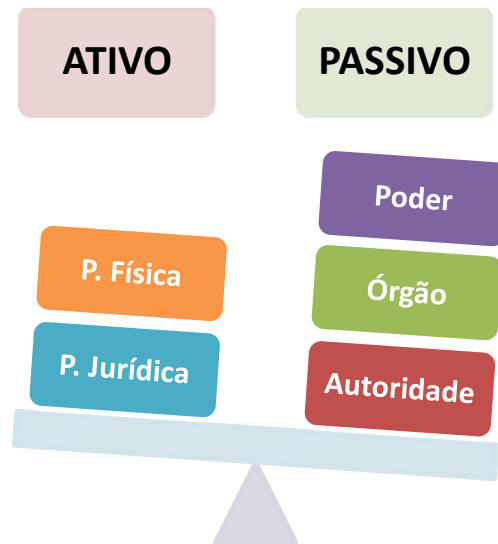 ATIVO
PASSIVO
Poder
P. Física
Órgão
P. Jurídica
Autoridade